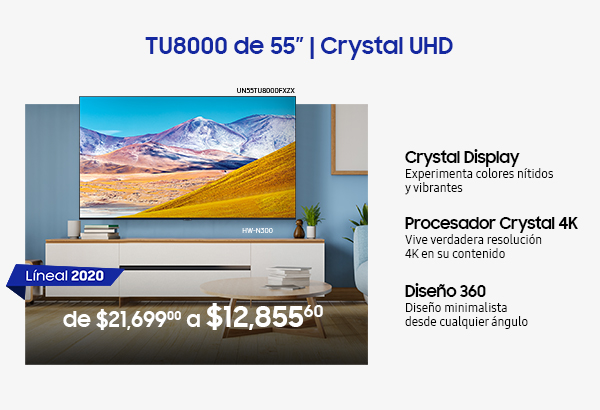 TU8000 de 55” | Crystal UHD
UN55TU8000FXZX
HW-N300
Líneal 2020
de $21,699⁰⁰ a $12,855⁶⁰
Crystal Display
Experimenta colores nítidos
y vibrantes
Procesador Crystal 4K
Vive verdadera resolución
4K en su contenido
Diseño 360
Diseño minimalista
desde cualquier ángulo